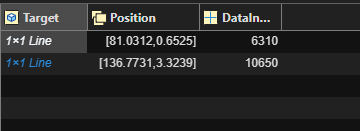 Target Position DataIn...
1×1 Line [81.0312,0.6525] 6310
1×1 Line [136.7731,3.3239] 10650